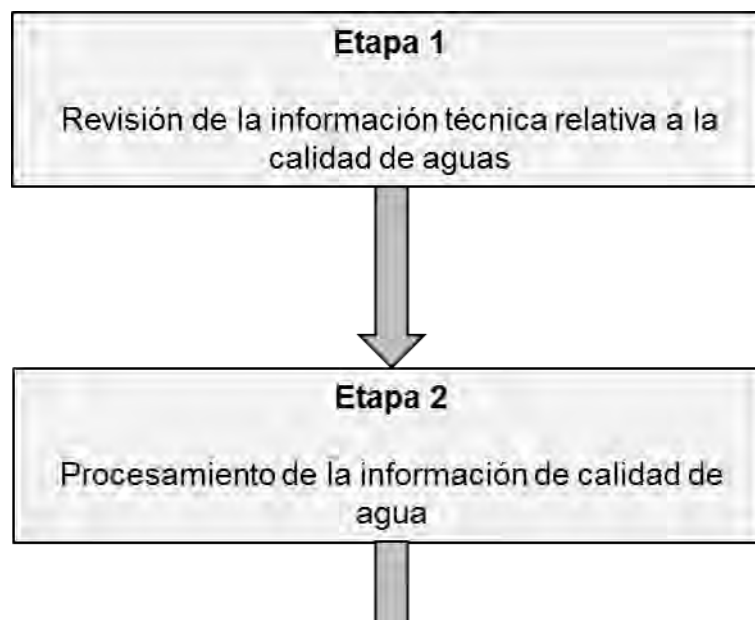 Etapa 1
Revisión de la información técnica relativa a la
calidad de aguas
Etapa 2
Procesamiento de la información de calidad de
agua